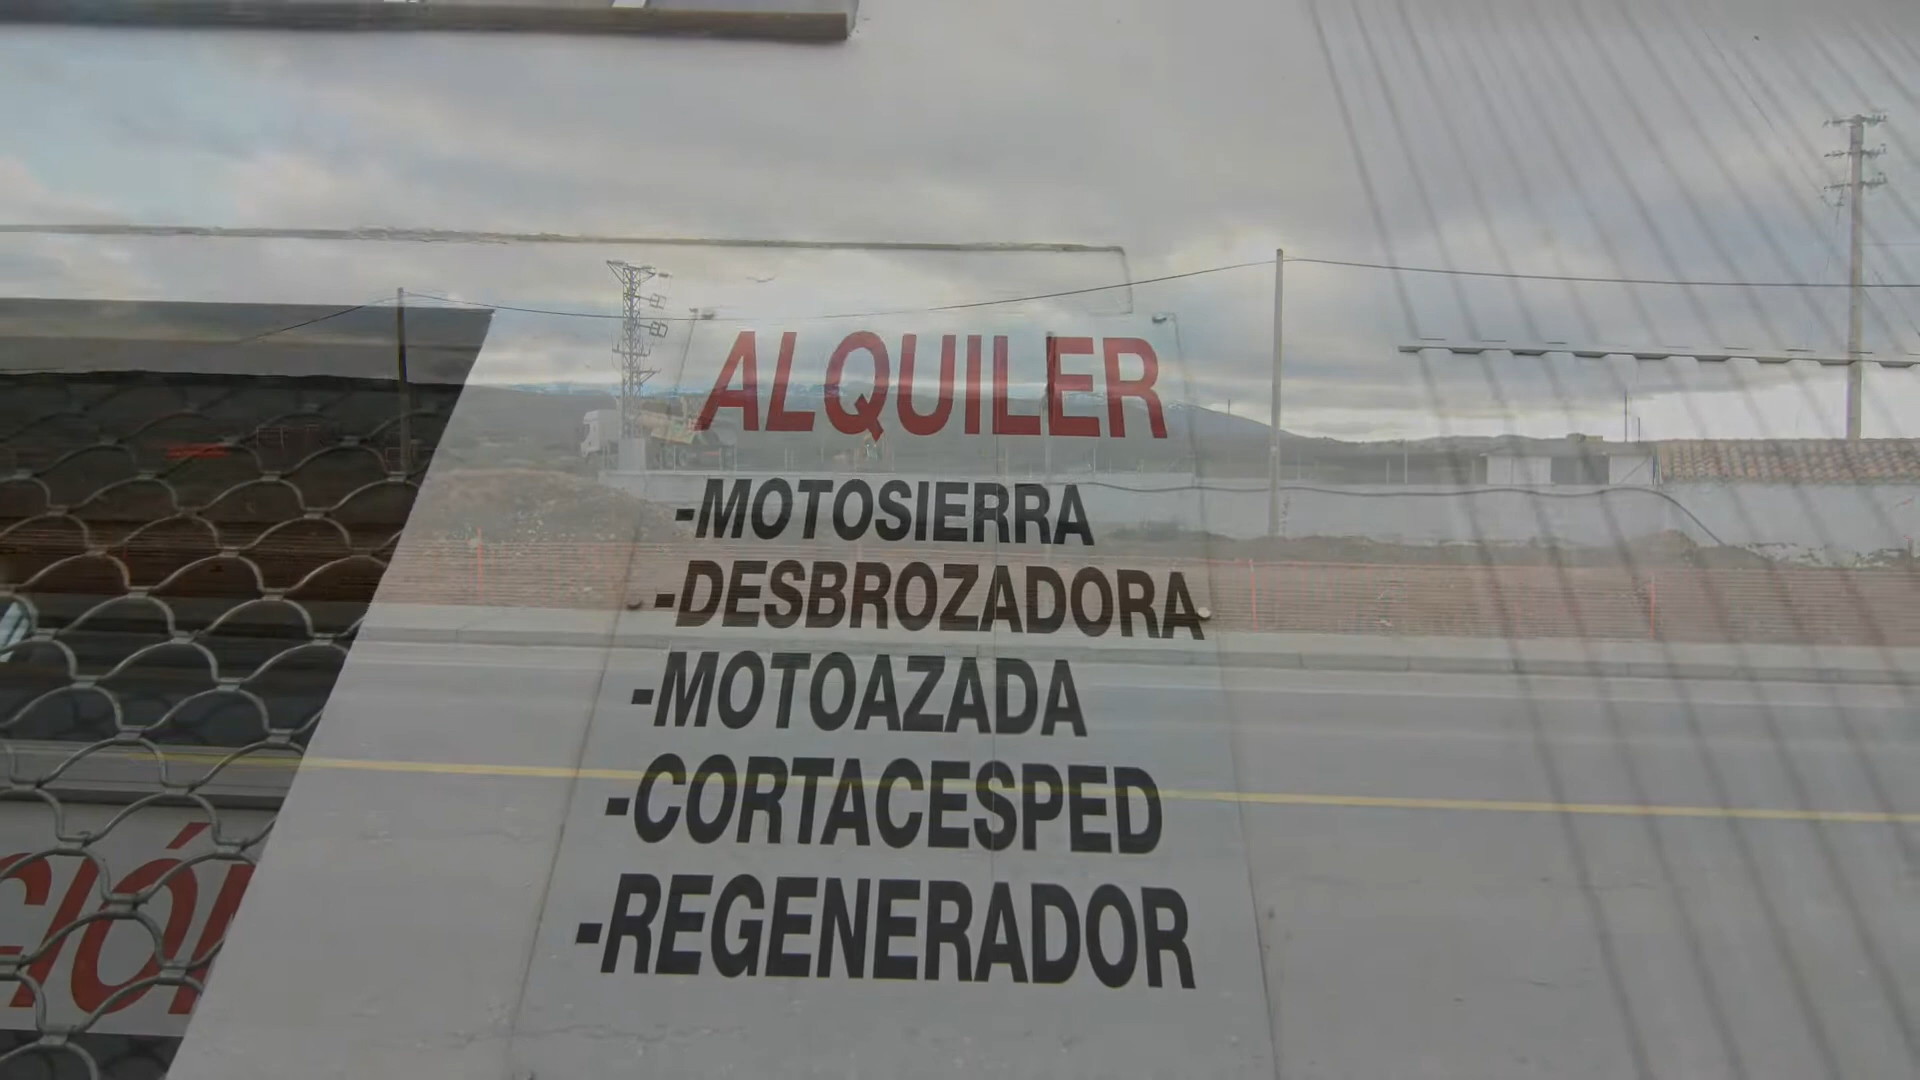 ALQUILER
-MOTOSIERRA
-DESBROZADORA
-MOTOAZADA
-CORTACESPED
-REGENERADOR